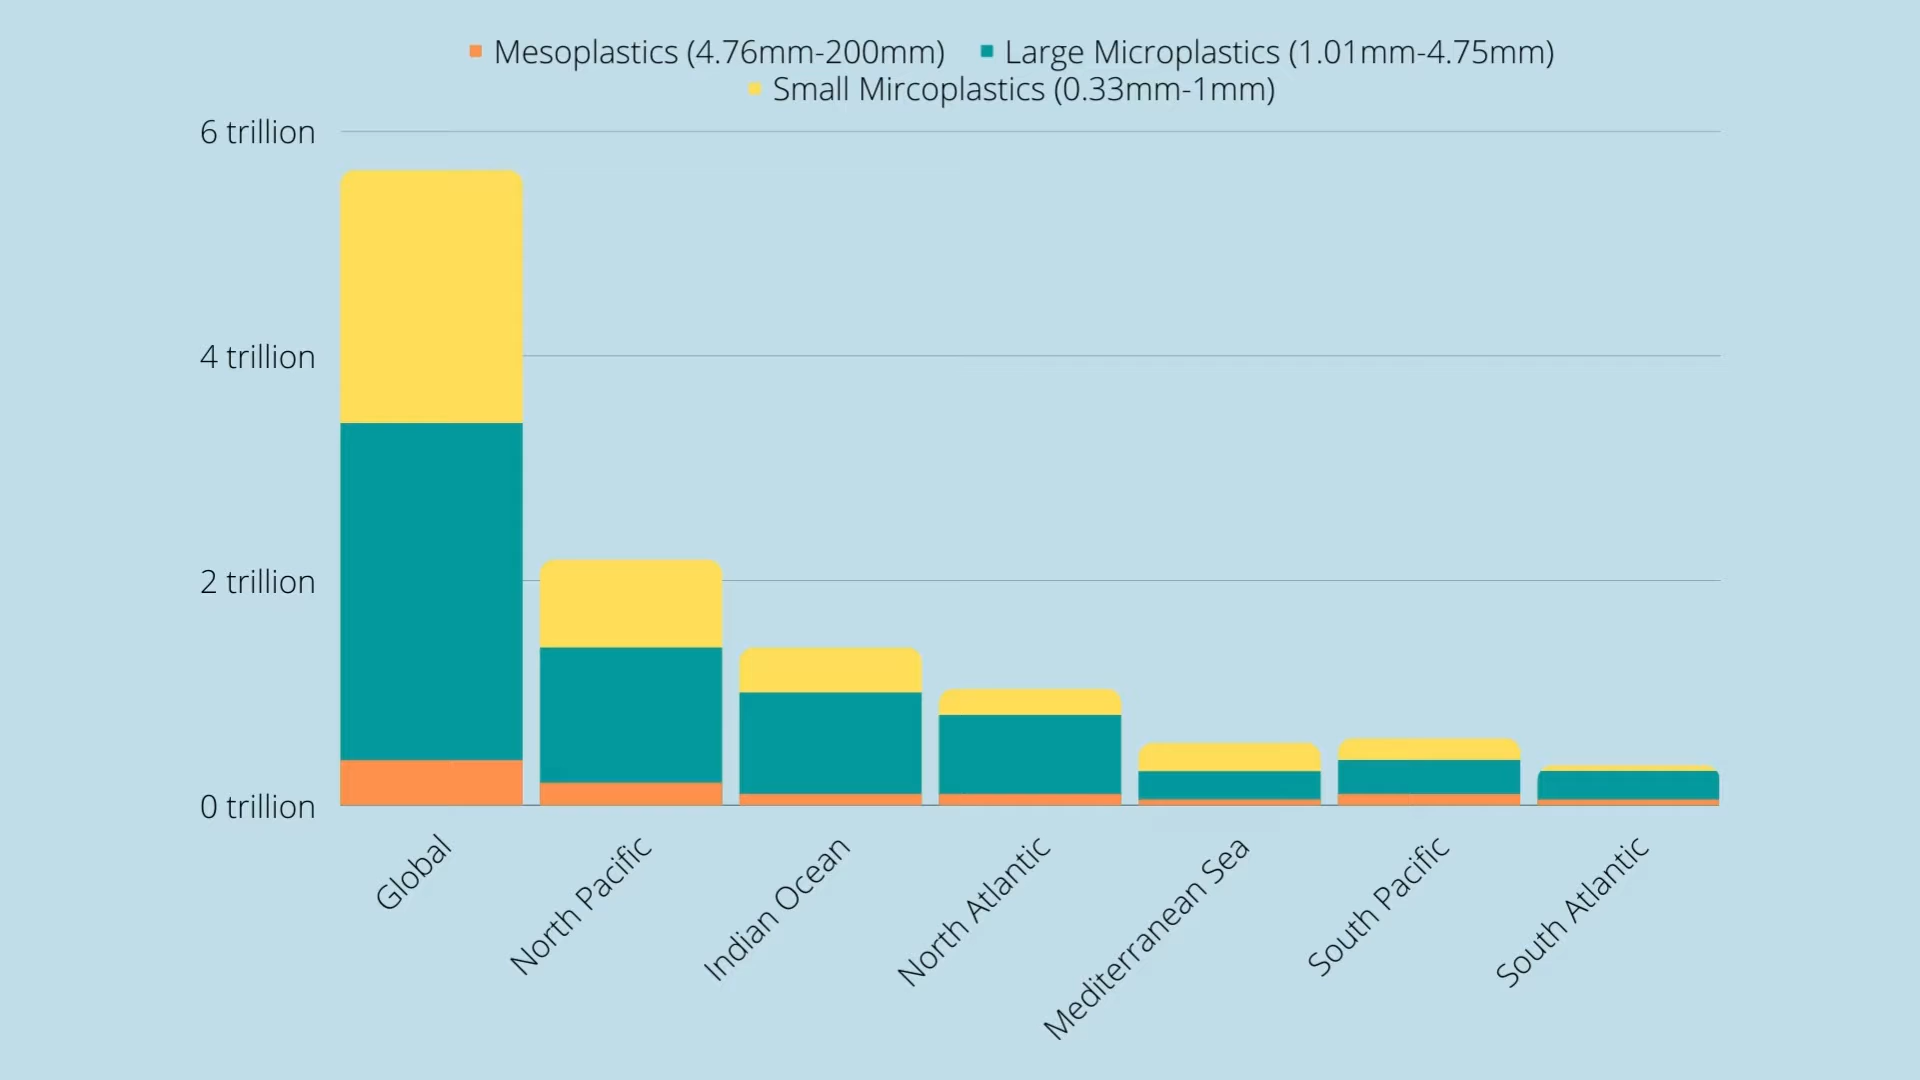 Mesoplastics (4.76mm-200mm) Large Microplastics (1.01mm-4.75mm)
Small Mircoplastics (0.33mm-1mm)
6 trillion
4 trillion
2 trillion
0 trillion
Global
North Pacific
Indian Ocean
North Atlantic
Mediterranean Sea
South Pacific
South Atlantic